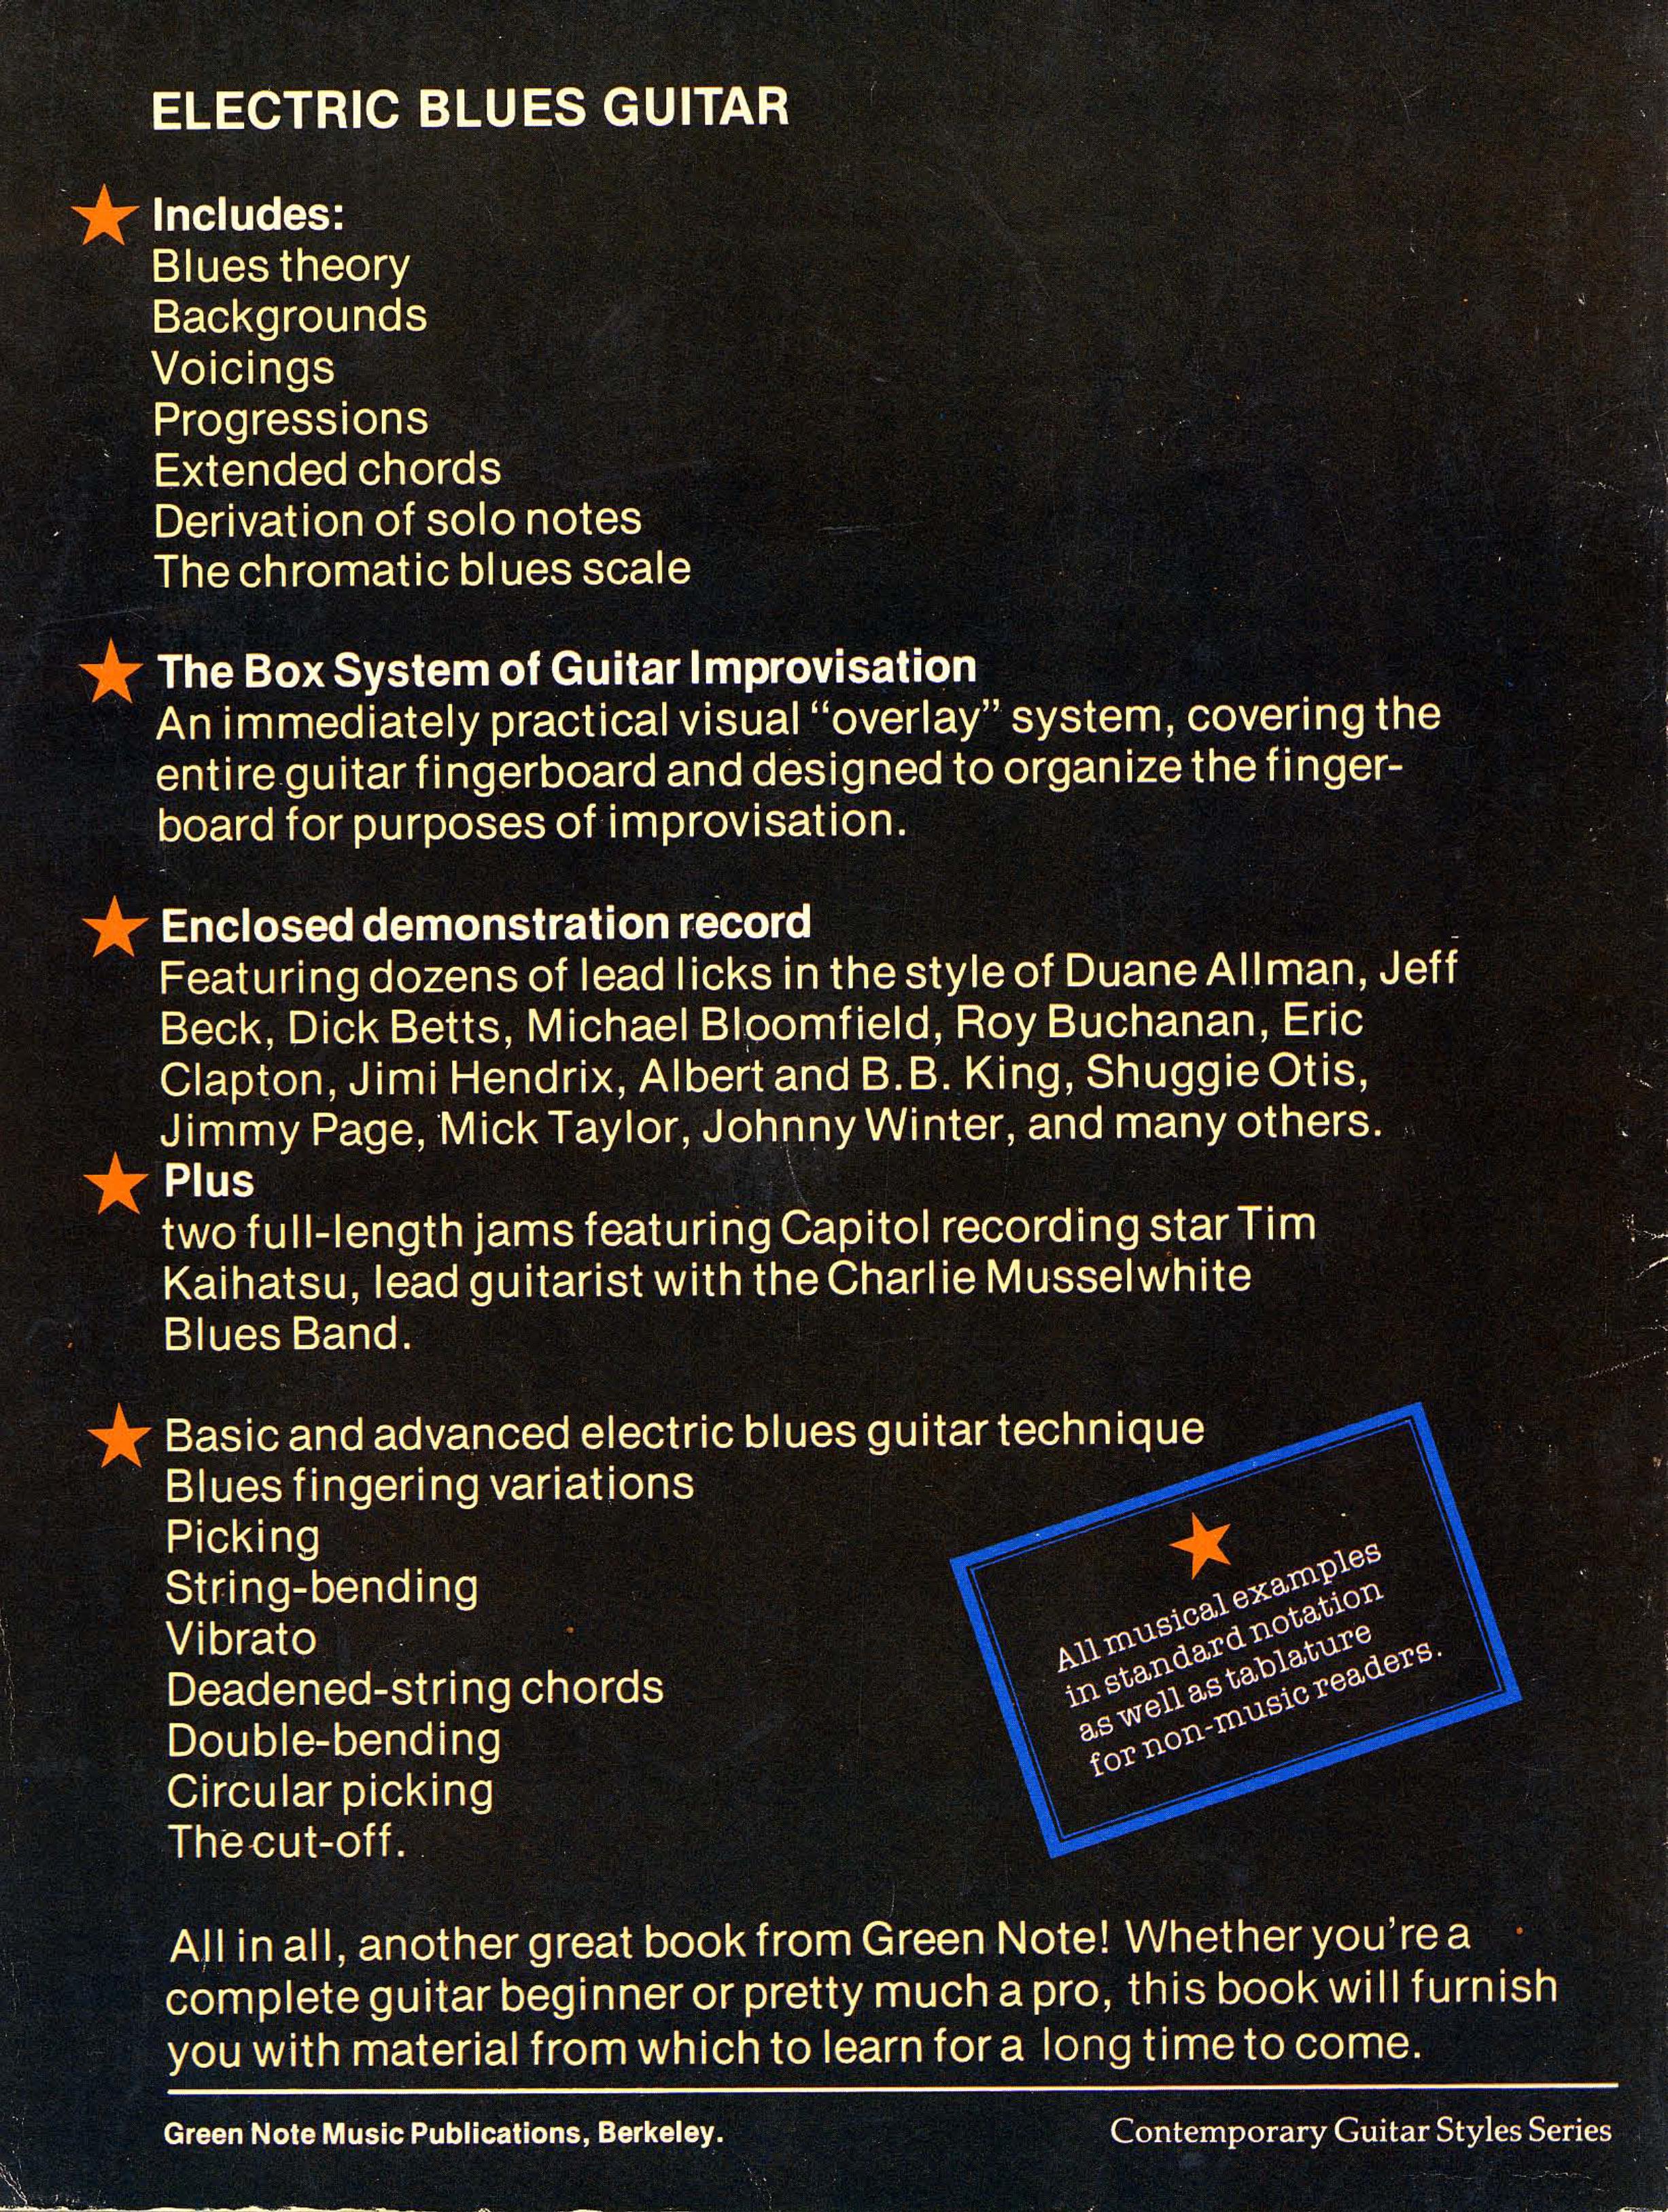 ELECTRIC BLUES GUITAR
Includes:
Blues theory
Backgrounds
Voicings
Progressions
Extended chords
Derivation of solo notes
The chromatic blues scale
The Box System of Guitar Improvisation
An immediately practical visual “overlay” system, covering the
entire guitar fingerboard and designed to organize the finger-
board for purposes of improvisation.
Enclosed demonstration record
Featuring dozens of lead licks in the style of Duane Allman, Jeff
Beck, Dick Betts, Michael Bloomfield, Roy Buchanan, Eric
Clapton, Jimi Hendrix, Albert and B.B. King, Shuggie Otis,
Jimmy Page, Mick Taylor, Johnny Winter, and many others.
Plus
two full-length jams featuring Capitol recording star Tim
Kaihatsu, lead guitarist with the Charlie Musselwhite
Blues Band.
Basic and advanced electric blues guitar technique
Blues fingering variations
Picking
String-bending
Vibrato
Deadened-string chords
Double-bending
Circular picking
The cut-off.
All musical examples
in standard notation
as well as tablature
for non-music readers.
All in all, another great book from Green Note! Whether you're a
complete guitar beginner or pretty much a pro, this book will furnish
you with material from which to learn for a long time to come.
Green Note Music Publications, Berkeley.
Contemporary Guitar Styles Series